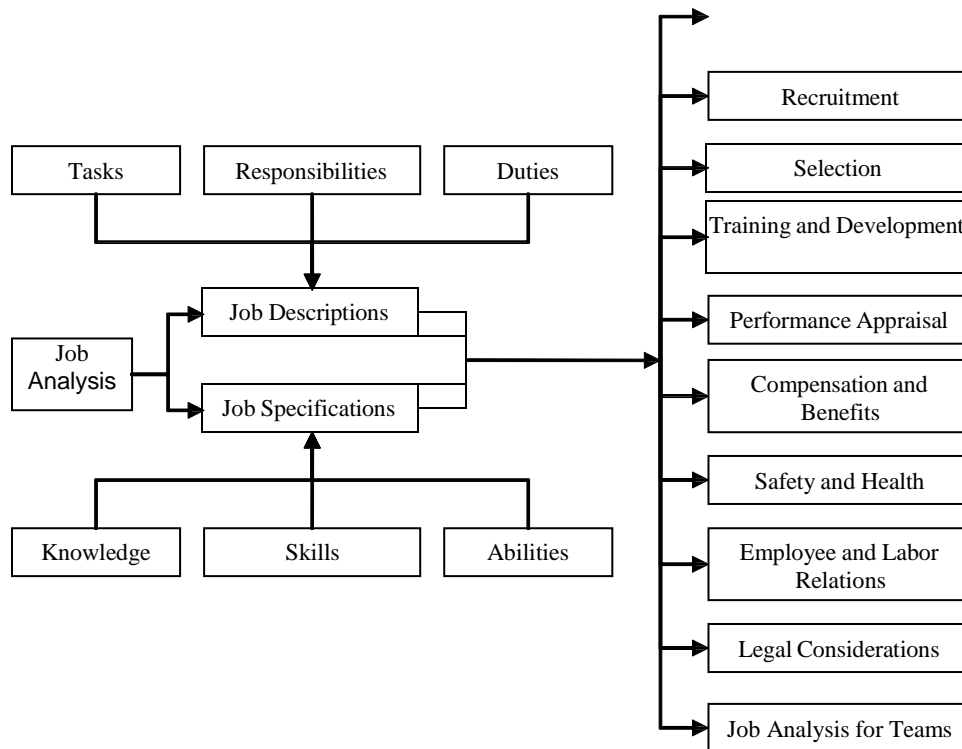 Recruitment
Tasks
Responsibilities
Duties
Selection
Training and Development
Job Descriptions
Performance Appraisal
Job
Analysis
Compensation and
Benefits
Job Specifications
Safety and Health
Knowledge
Skills
Abilities
Employee and Labor
Relations
Legal Considerations
Job Analysis for Teams